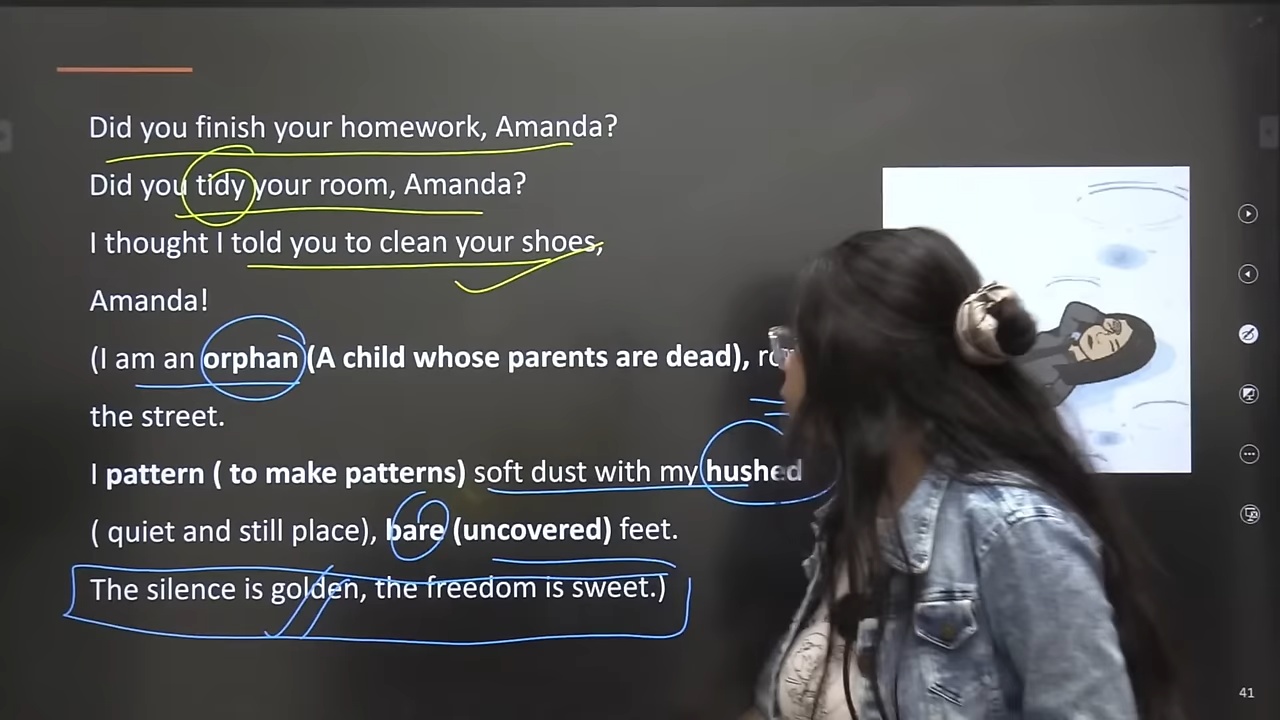 Did you finish your homework, Amanda?
Did you tidy your room, Amanda?
I thought I told you to clean your shoes,
Amanda!
(I am an orphan (A child whose parents are dead),
the street.
I pattern ( to make patterns) soft dust with my hushed
( quiet and still place), bare (uncovered) feet.
The silence is golden, the freedom is sweet.)
41